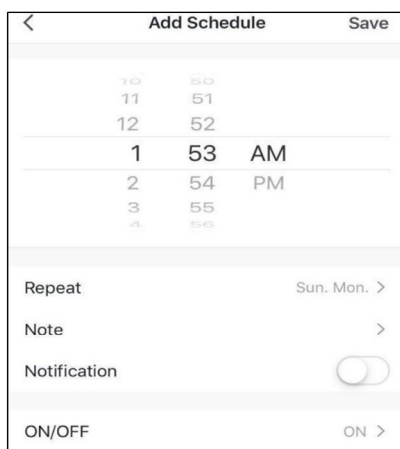 < Add Schedule Save
10 50
11 51
12 52
1 53 AM
2 54 PM
3 55
4 56
Repeat Sun. Mon. >
Note >
Notification
ON/OFF ON >